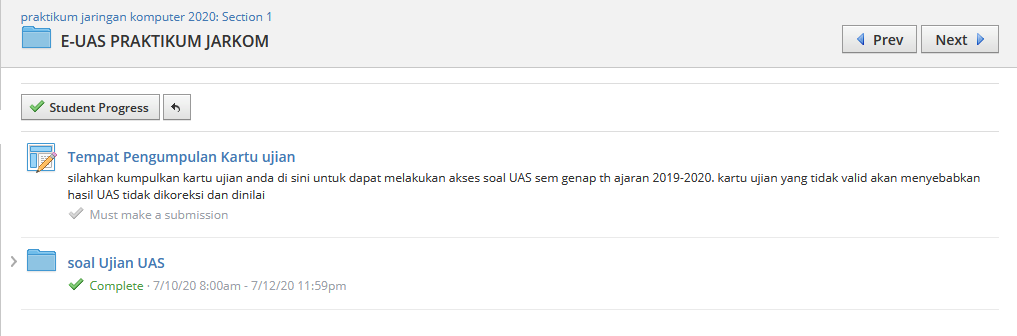 praktikum jaringan komputer 2020: Section 1
E-UAS PRAKTIKUM JARKOM
Prev
Next
Student Progress
Tempat Pengumpulan Kartu ujian
silahkan kumpulkan kartu ujian anda di sini untuk dapat melakukan akses soal UAS sem genap th ajaran 2019-2020. kartu ujian yang tidak valid akan menyebabkan
hasil UAS tidak dikoreksi dan dinilai
Must make a submission
soal Ujian UAS
Complete · 7/10/20 8:00am - 7/12/20 11:59pm